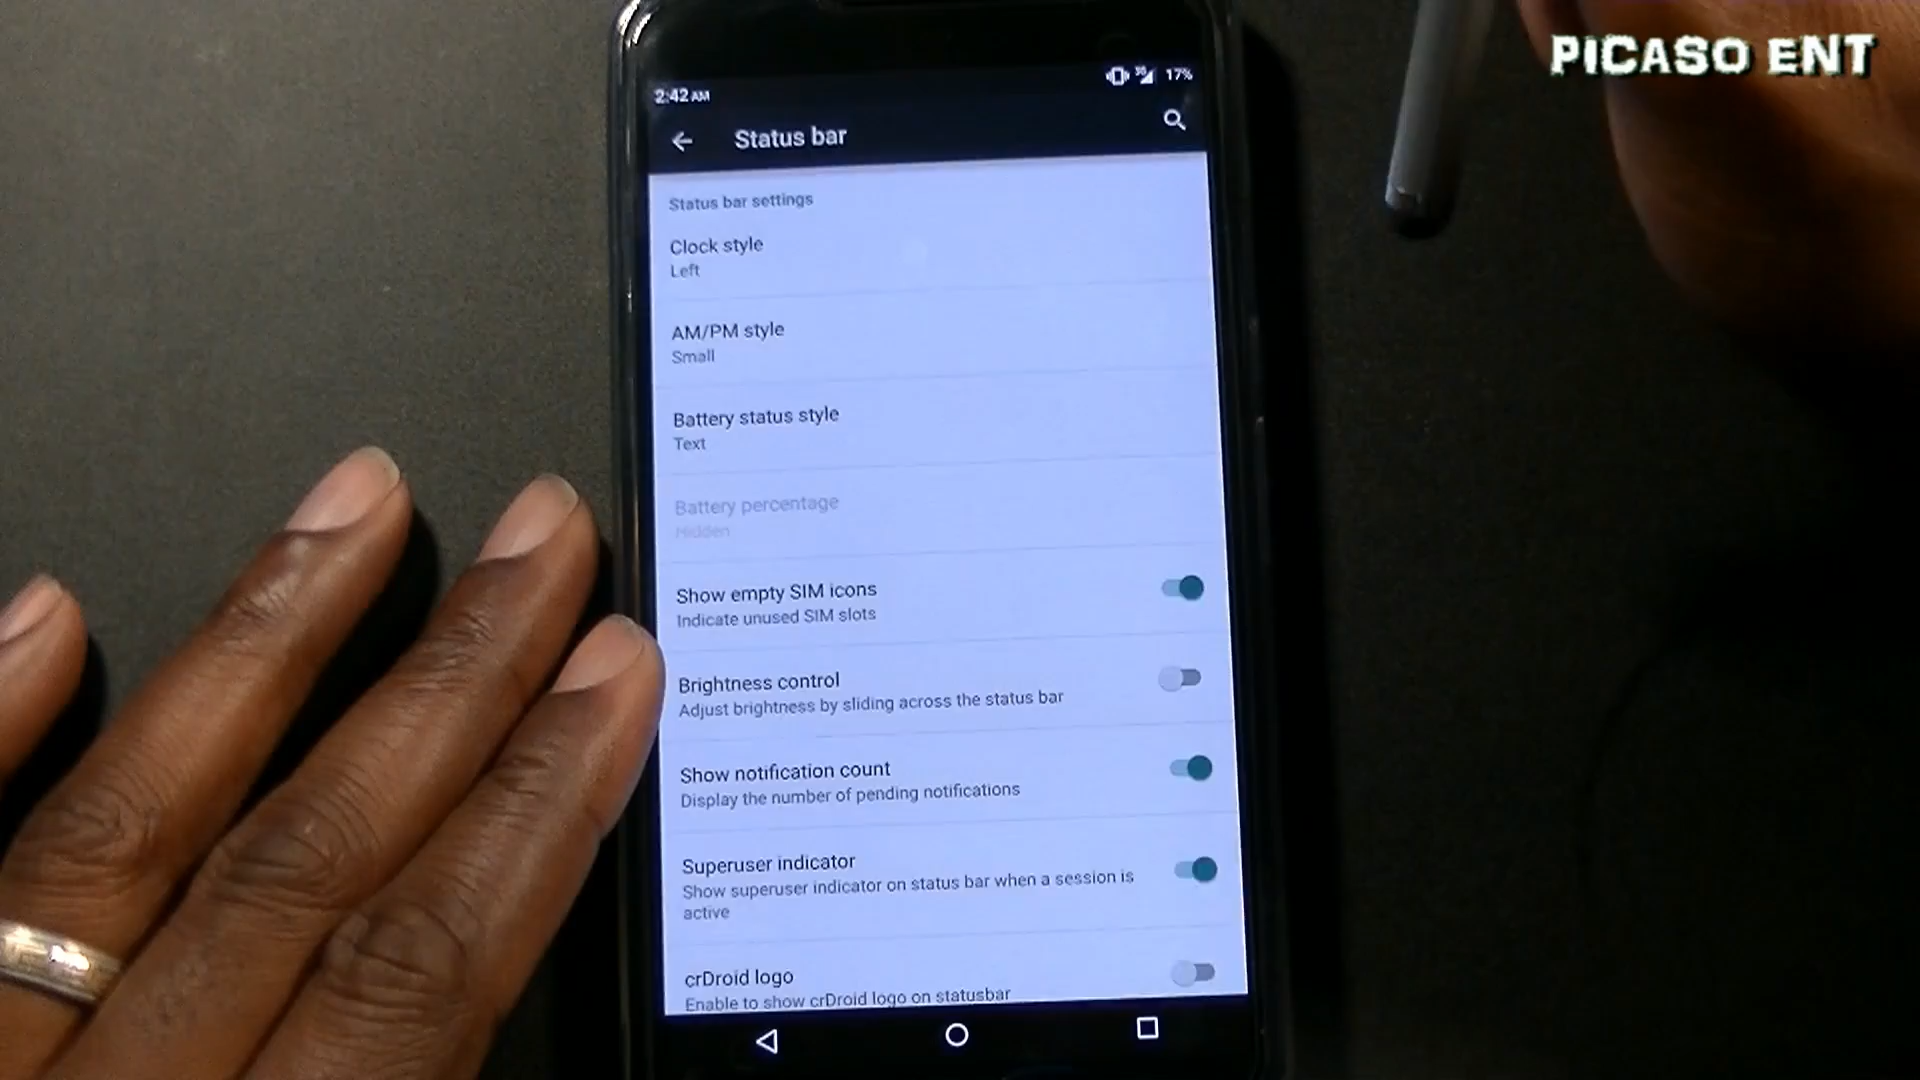 PICASO ENT
2:42 AM
3G
17%
Status bar
Status bar settings
Clock style
Left
AM/PM style
Small
Battery status style
Text
Battery percentage
Hidden
Show empty SIM icons
Indicate unused SIM slots
Brightness control
Adjust brightness by sliding across the status bar
Show notification count
Display the number of pending notifications
Superuser indicator
Show superuser indicator on status bar when a session is
active
crDroid logo
Enable to show crDroid logo on statusbar